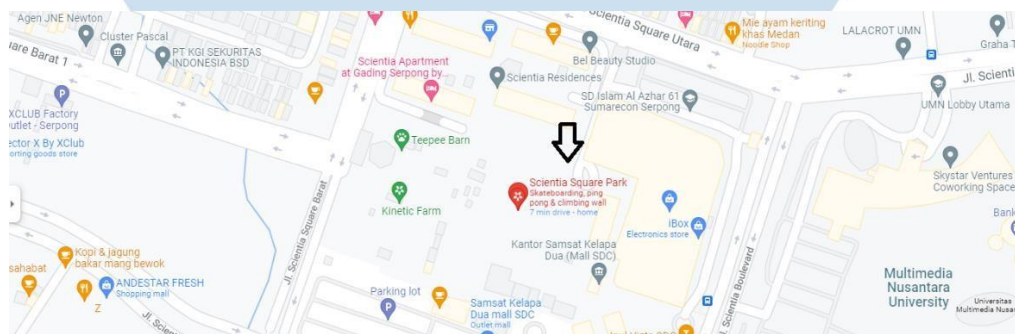 Agen JNE Newton
Cluster Pascal
PT KGI SEKURITAS
INDONESIA BSD
Scientia Apartment
at Gading Serpong by...
Scientia Square Utara
Bel Beauty Studio
Scientia Residences
SD Islam Al Azhar 61
Sumarecon Serpong
Mie ayam keriting
khas Medan
Noodle Shop
LALACROT UMN
Graha T
Jl. Scienti
UMN Lobby Utama
Skystar Ventures
Coworking Space
Bank
uare Barat 1
XCLUB Factory
utlet - Serpong
ector X By XClub
orting goods store
Teepee Barn
Kinetic Farm
Jl. Scientia Square Barat
Scientia Square Park
Skateboarding, ping
pong & climbing wall
7 min drive - home
iBox
Electronics store
Kantor Samsat Kelapa
Dua (Mall SDC)
Jl. Scientia Boulevard
Multimedia
Nusantara
University
Universitas
Multimedia Nusa
Kopi & jagung
bakar mang bewok
sahabat
ANDESTAR FRESH
Shopping mall
Z
Parking lot
Samsat Kelapa
Dua mall SDC
Outlet mall